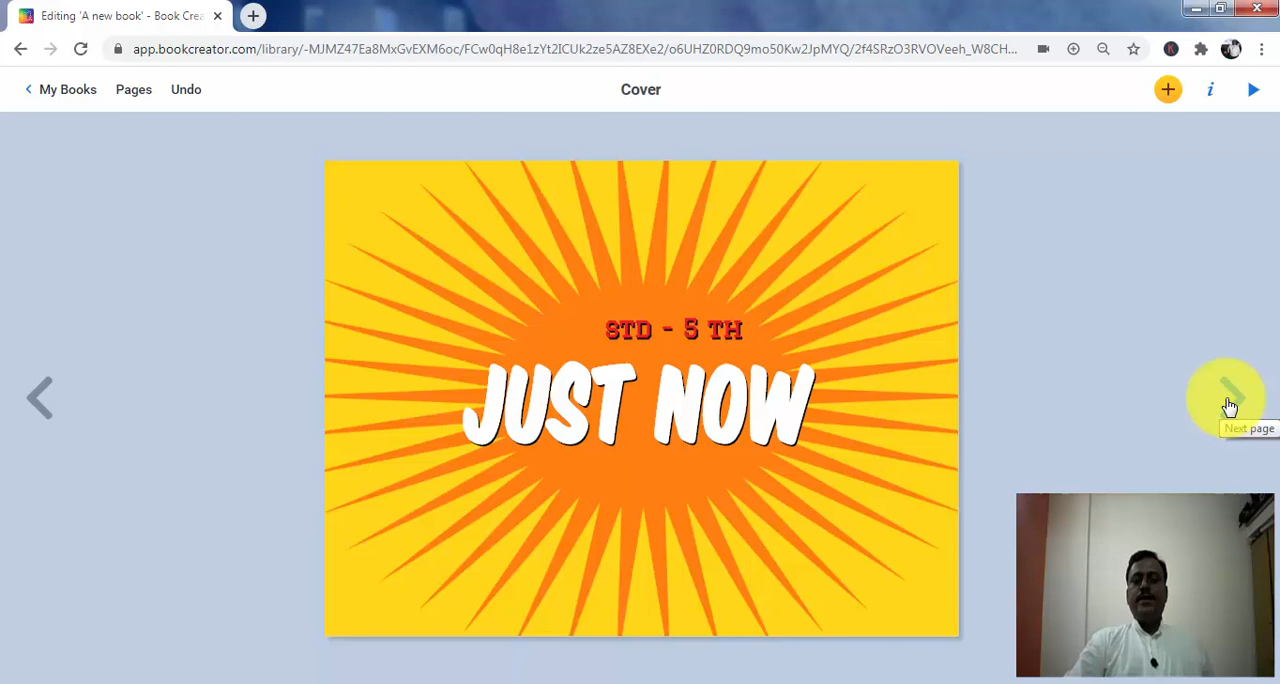 Editing 'A new book' - Book Crea
app.bookcreator.com/library/-MJMZ47Ea8MxGvEXM6oc/FCw0qH8e1zYt2ICUk2ze5AZ8EXe2/o6UHZ0RDQ9mo50Kw2JpMYQ/2f4SRzO3RVOVeeh_W8CH...
K
My Books
Pages
Undo
Cover
i
STD - 5 TH
JUST NOW
Next page